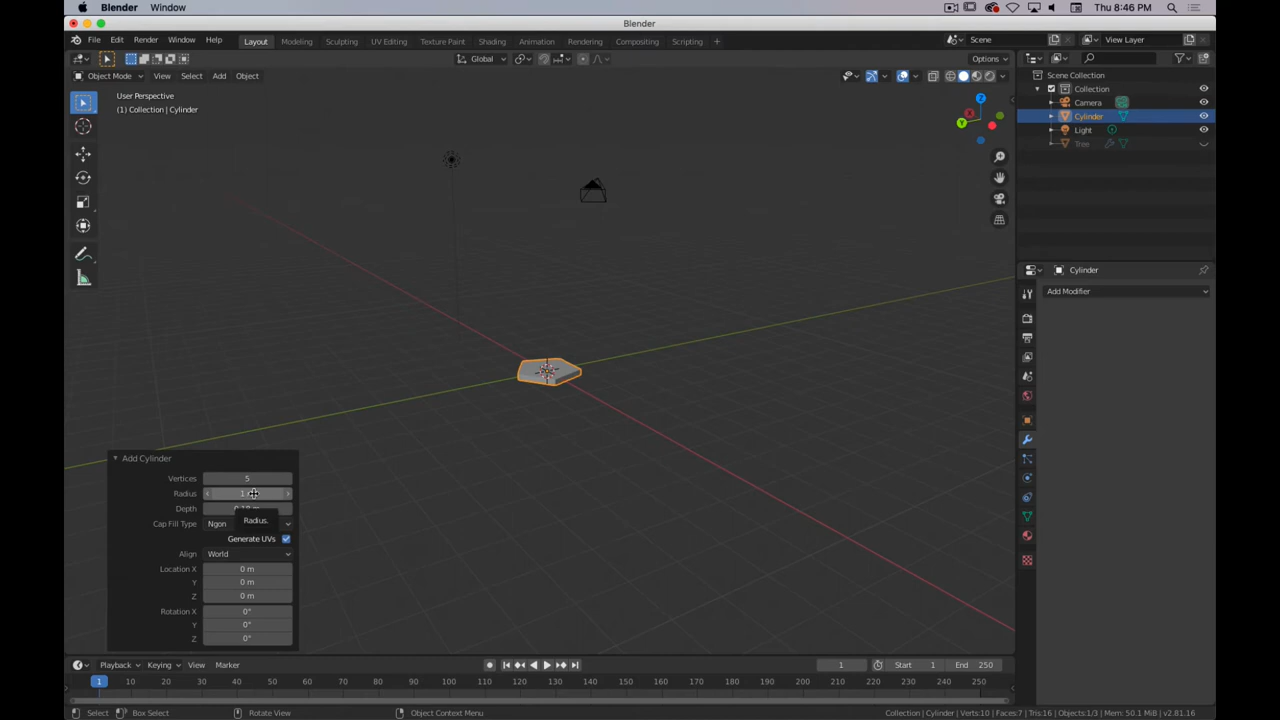 Blender Window Thu 8:46 PM
Blender
File Edit Render Window Help Layout Modeling Sculpting UV Editing Texture Paint Shading Animation Rendering Compositing Scripting + Scene View Layer
Global Options
Object Mode View Select Add Object
User Perspective
(1) Collection | Cylinder
Scene Collection
Collection
Camera
Cylinder
Light
Tree
Z
X
Y
Cylinder
Add Modifier
Add Cylinder
Vertices 5
Radius
Depth
Radius.
Cap Fill Type Ngon
Generate UVs
Align World
Location X 0 m
Y 0 m
Z 0 m
Rotation X 0°
Y 0°
Z 0°
Playback Keying View Marker 1 Start 1 End 250
1 10 20 30 40 50 60 70 80 90 100 110 120 130 140 150 160 170 180 190 200 210 220 230 240 250
Select Box Select Rotate View Object Context Menu Collection | Cylinder | Verts:10 | Faces:7 | Tris:16 | Objects:1/3 | Mem: 50.1 MiB | v2.81.16